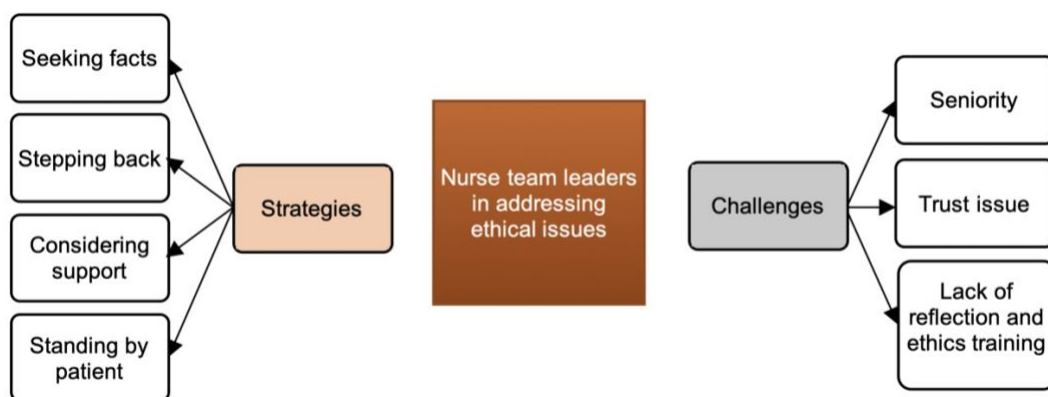 Seeking facts
Stepping back
Considering
support
Standing by
patient
Strategies
Nurse team leaders
in addressing
ethical issues
Challenges
Seniority
Trust issue
Lack of
reflection and
ethics training